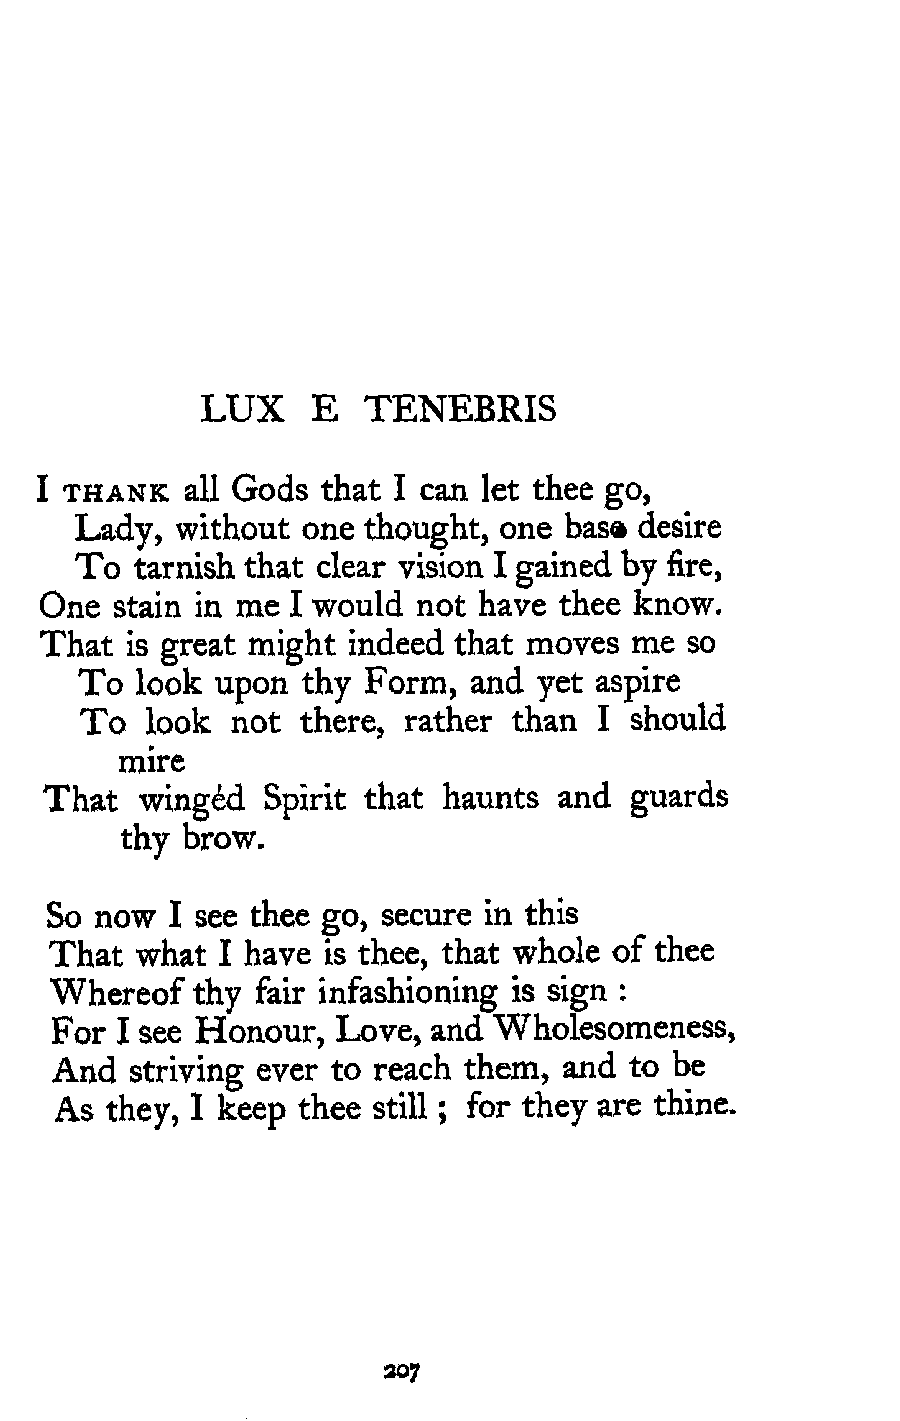 LUX E TENEBRIS
I THANK all Gods that I can let thee go,
Lady, without one thought, one base desire
To tarnish that clear vision I gained by fire,
One stain in me I would not have thee know.
That is great might indeed that moves me so
To look upon thy Form, and yet aspire
To look not there, rather than I should
mire
That wingéd Spirit that haunts and guards
thy brow.
So now I see thee go, secure in this
That what I have is thee, that whole of thee
Whereof thy fair infashioning is sign :
For I see Honour, Love, and Wholesomeness,
And striving ever to reach them, and to be
As they, I keep thee still ; for they are thine.
207